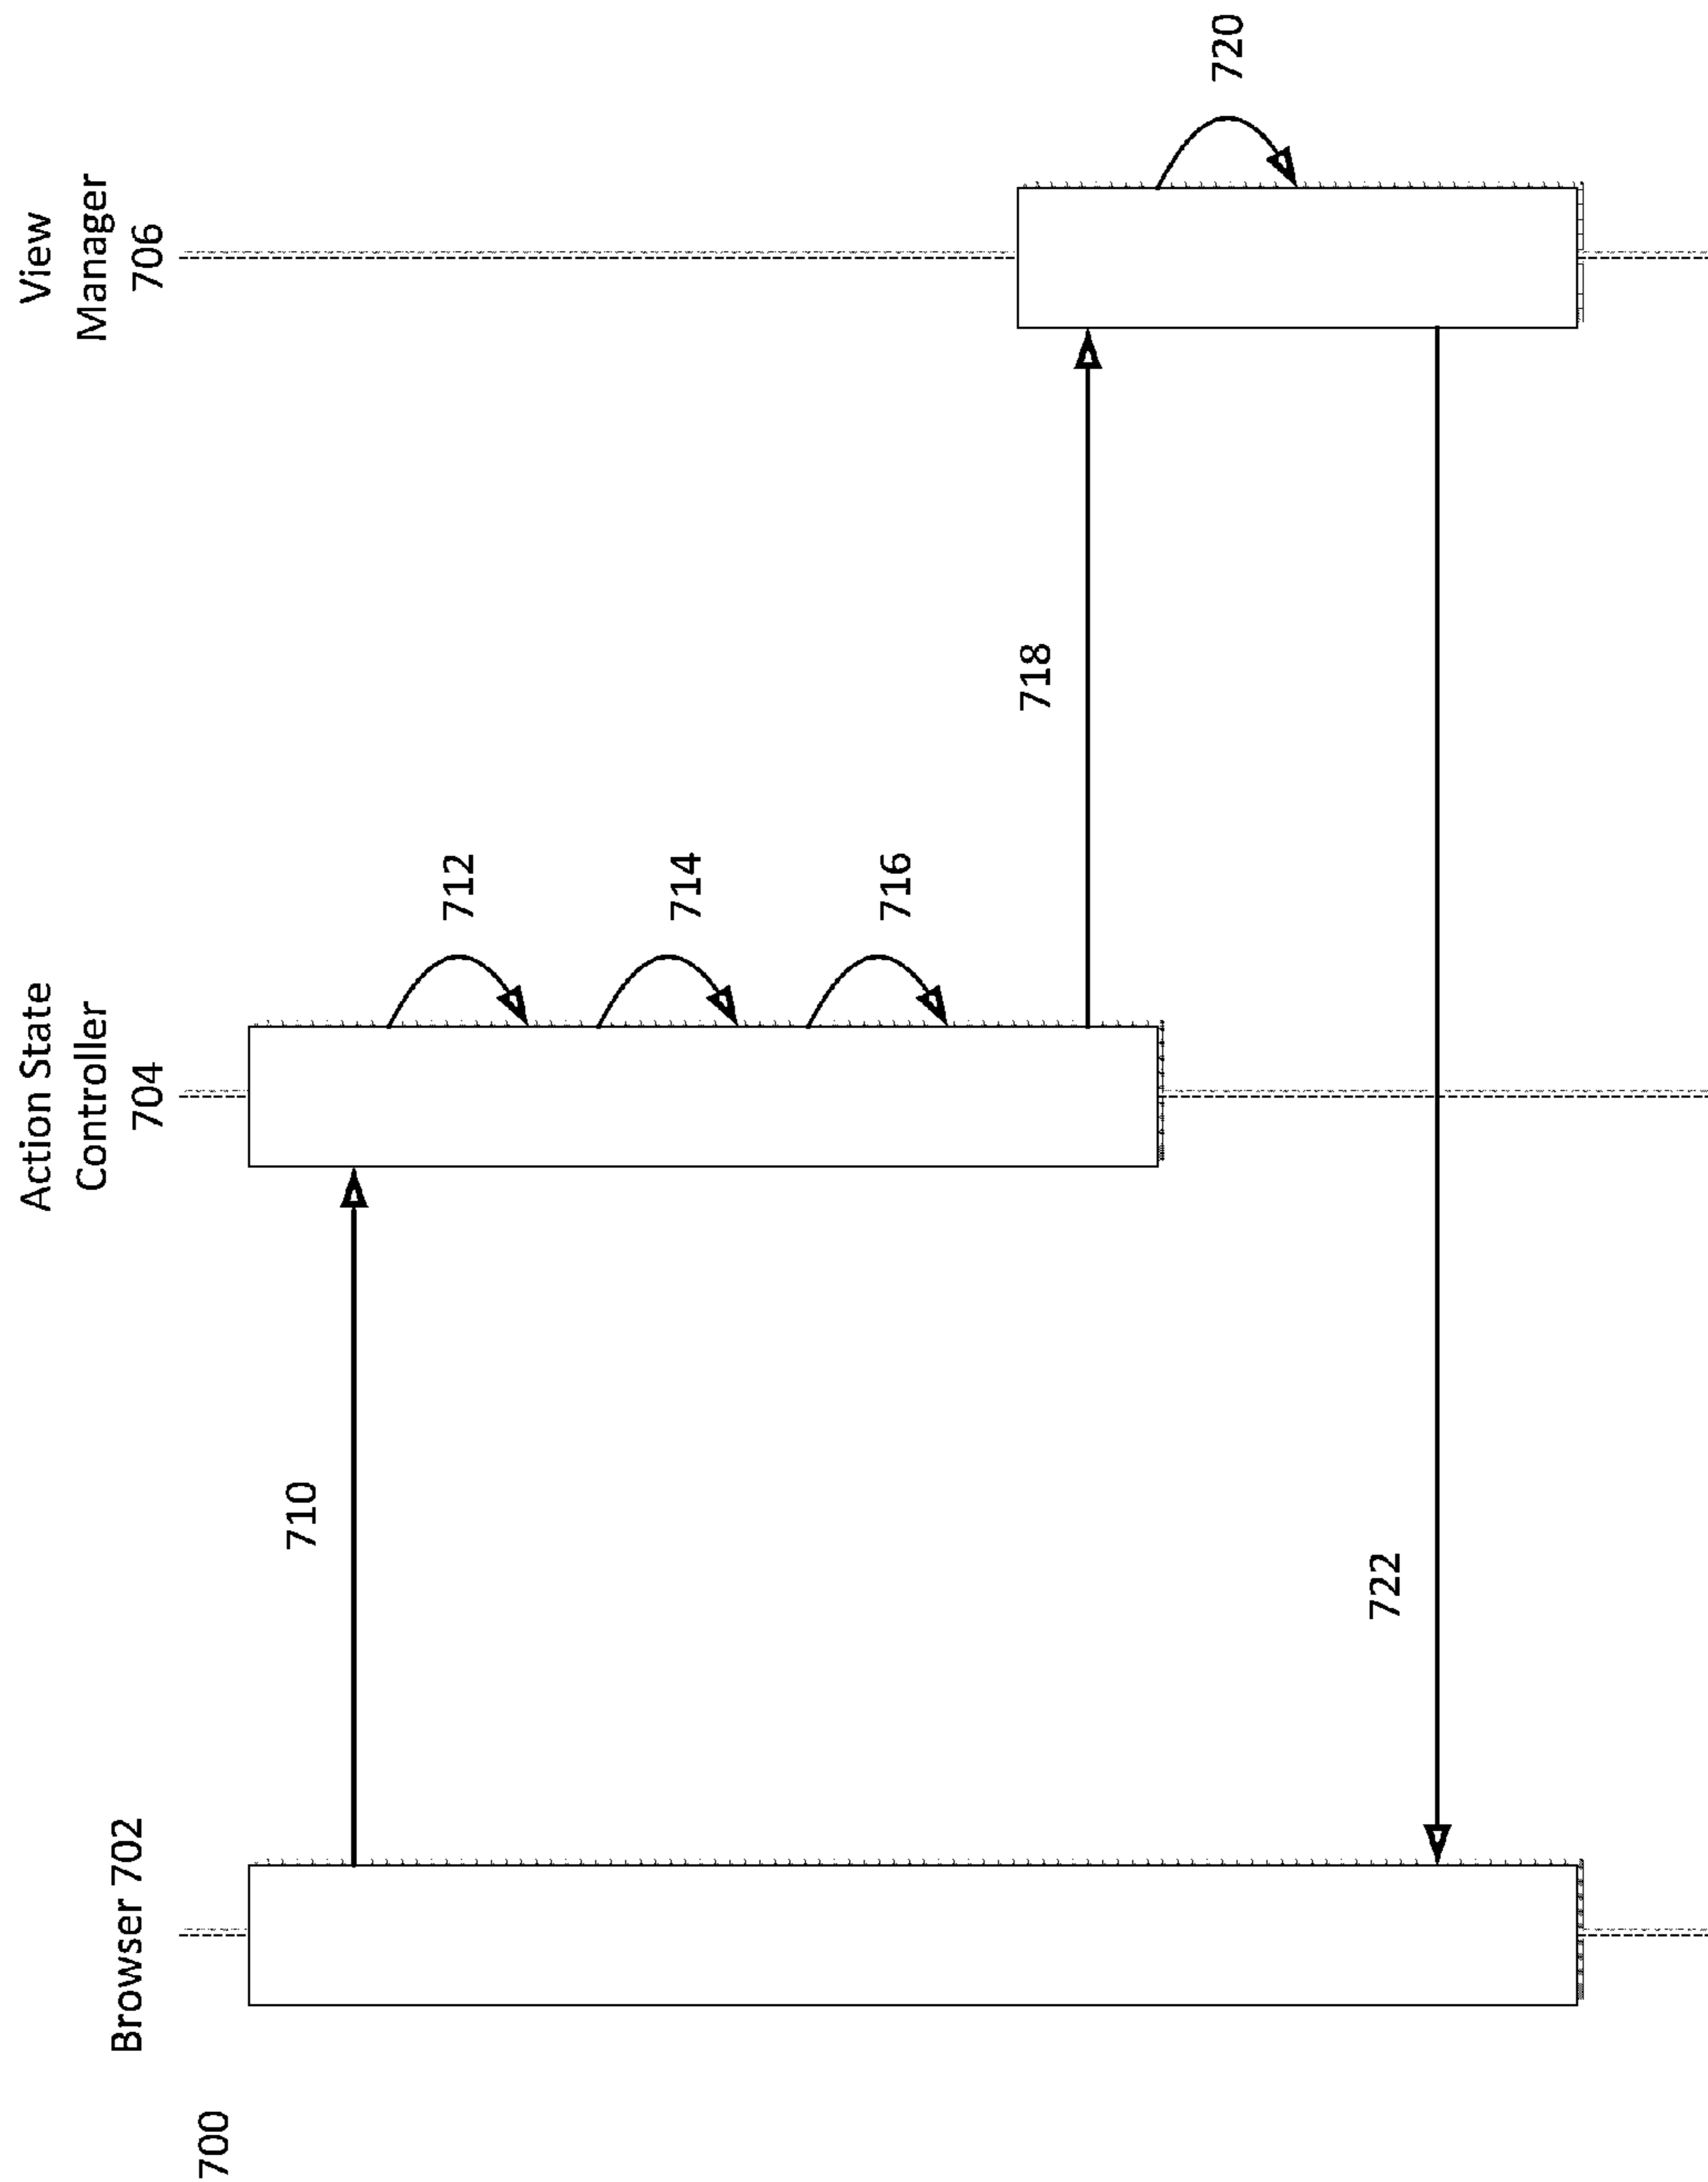 700
Browser 702
Action State
Controller
704
View
Manager
706
710
712
714
716
718
720
722